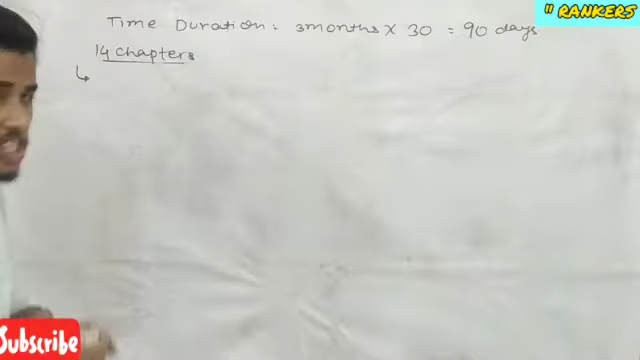 " RANKERS
Time Duration : 3months X 30 = 90 days
14 chapters
Subscribe